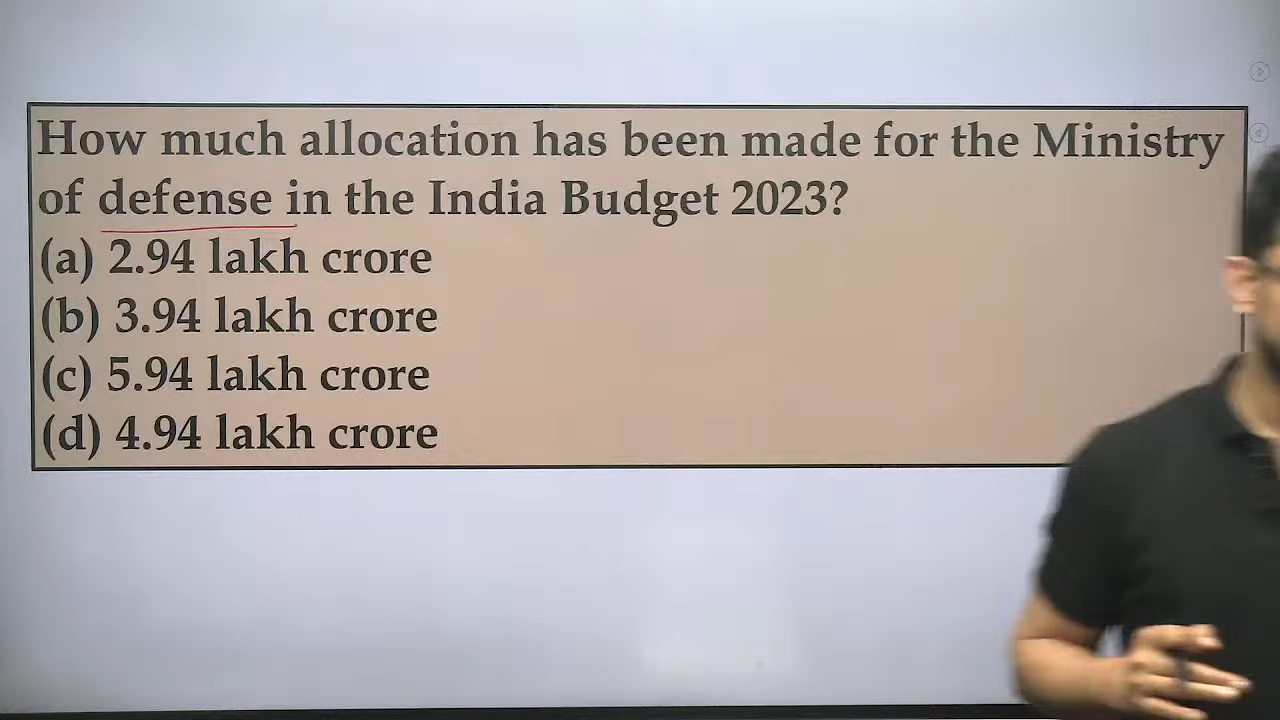 How much allocation has been made for the Ministry
of defense in the India Budget 2023?
(a) 2.94 lakh crore
(b) 3.94 lakh crore
(c) 5.94 lakh crore
(d) 4.94 lakh crore